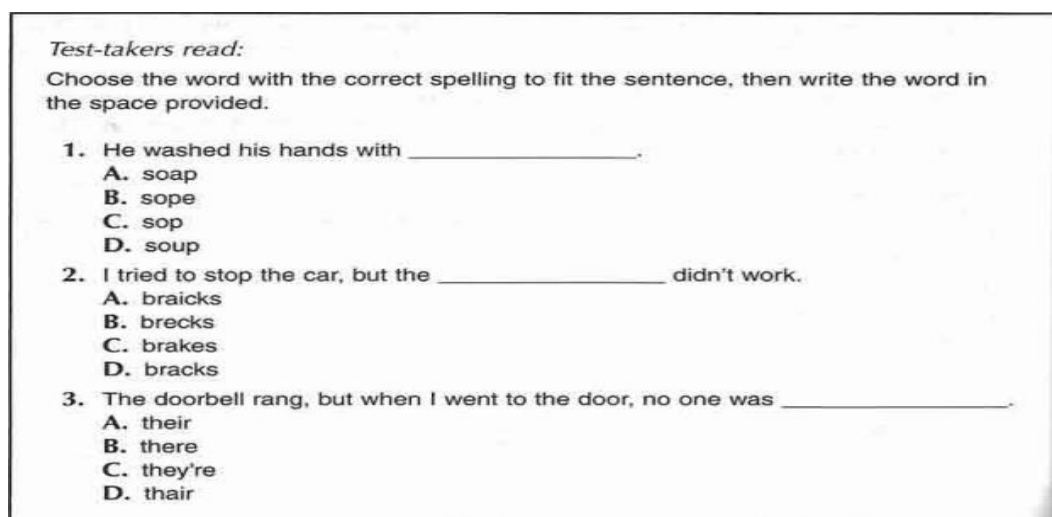 Test-takers read:
Choose the word with the correct spelling to fit the sentence, then write the word in
the space provided.
1. He washed his hands with ____________________.
A. soap
B. sope
C. sop
D. soup
2. I tried to stop the car, but the ____________________ didn't work.
A. braicks
B. brecks
C. brakes
D. bracks
3. The doorbell rang, but when I went to the door, no one was ____________________.
A. their
B. there
C. they're
D. thair